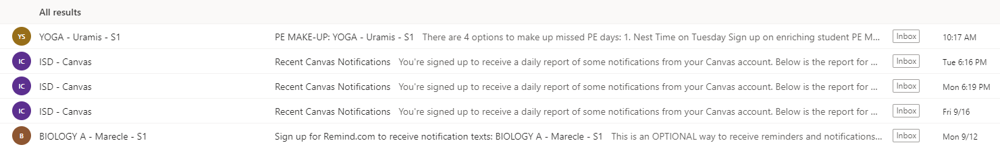 All results
YS YOGA - Uramis - S1 PE MAKE-UP: YOGA - Uramis - S1 There are 4 options to make up missed PE days: 1. Nest Time on Tuesday Sign up on enriching student PE M... Inbox 10:17 AM
IC ISD - Canvas Recent Canvas Notifications You're signed up to receive a daily report of some notifications from your Canvas account. Below is the report for ... Inbox Tue 6:16 PM
IC ISD - Canvas Recent Canvas Notifications You're signed up to receive a daily report of some notifications from your Canvas account. Below is the report for ... Inbox Mon 6:19 PM
IC ISD - Canvas Recent Canvas Notifications You're signed up to receive a daily report of some notifications from your Canvas account. Below is the report for ... Inbox Fri 9/16
B BIOLOGY A - Marecle - S1 Sign up for Remind.com to receive notification texts: BIOLOGY A - Marecle - S1 This is an OPTIONAL way to receive reminders and notifications... Inbox Mon 9/12